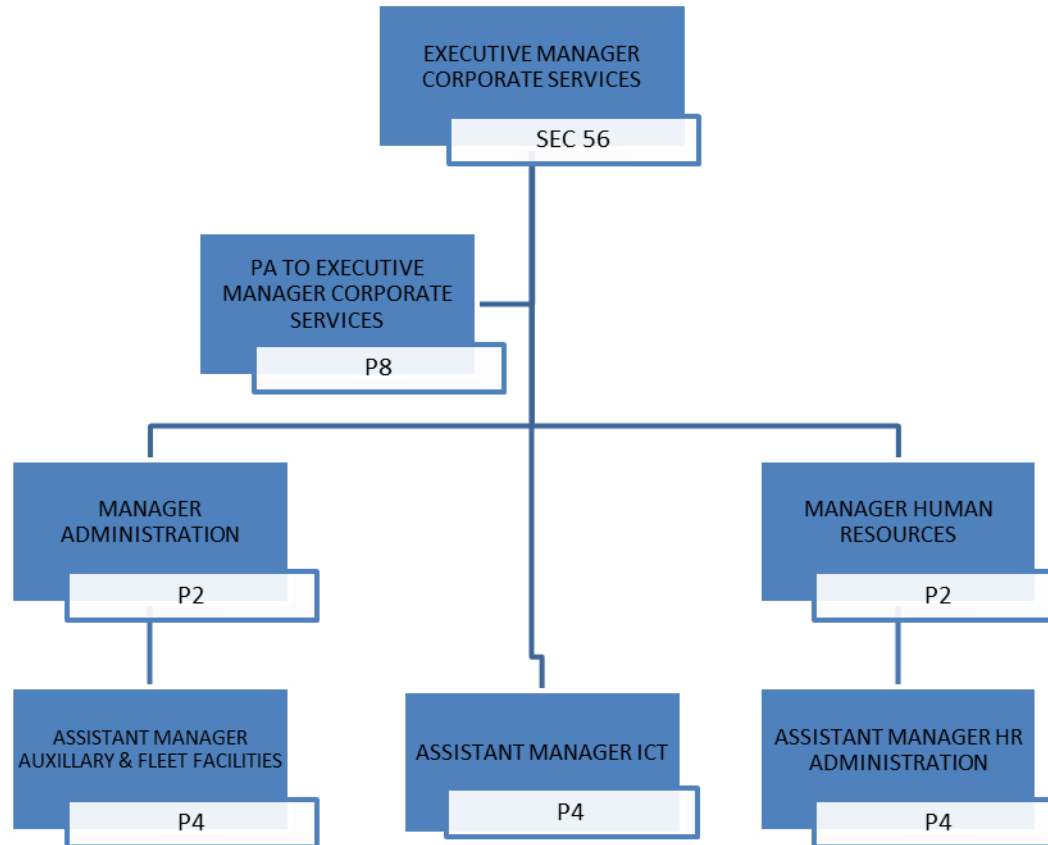 EXECUTIVE MANAGER
CORPORATE SERVICES
SEC 56
PA TO EXECUTIVE
MANAGER CORPORATE
SERVICES
P8
MANAGER
ADMINISTRATION
P2
MANAGER HUMAN
RESOURCES
P2
ASSISTANT MANAGER
AUXILLARY & FLEET FACILITIES
P4
ASSISTANT MANAGER ICT
P4
ASSISTANT MANAGER HR
ADMINISTRATION
P4